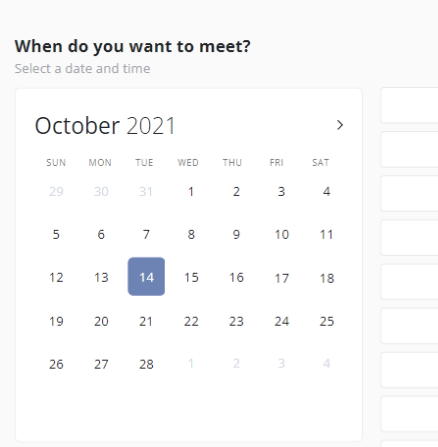 When do you want to meet?
Select a date and time
October 2021
SUN MON TUE WED THU FRI SAT
29 30 31 1 2 3 4
5 6 7 8 9 10 11
12 13 14 15 16 17 18
19 20 21 22 23 24 25
26 27 28 1 2 3 4